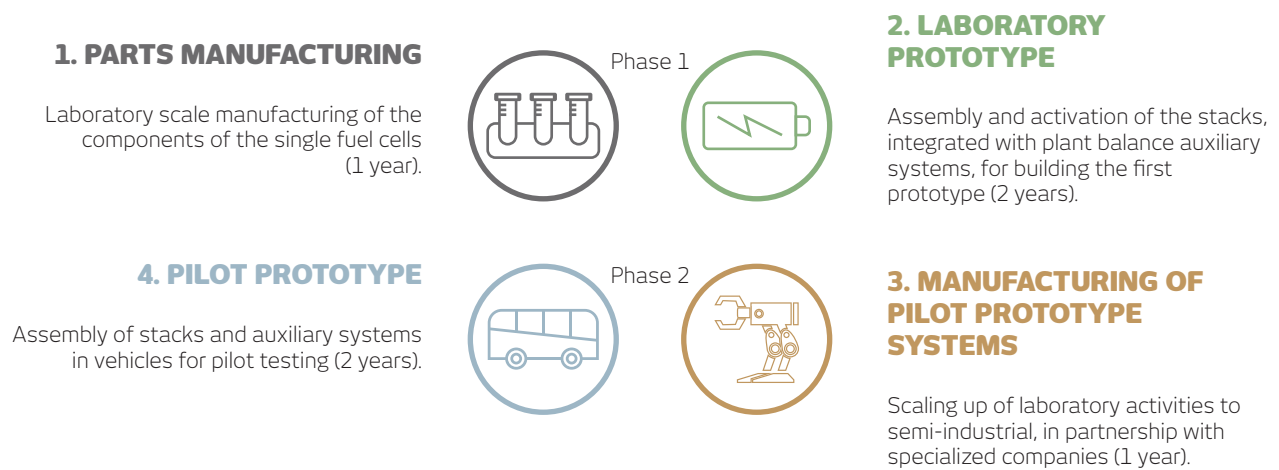 1. PARTS MANUFACTURING
Laboratory scale manufacturing of the
components of the single fuel cells
(1 year).
Phase 1
2. LABORATORY
PROTOTYPE
Assembly and activation of the stacks,
integrated with plant balance auxiliary
systems, for building the first
prototype (2 years).
4. PILOT PROTOTYPE
Assembly of stacks and auxiliary systems
in vehicles for pilot testing (2 years).
Phase 2
3. MANUFACTURING OF
PILOT PROTOTYPE
SYSTEMS
Scaling up of laboratory activities to
semi-industrial, in partnership with
specialized companies (1 year).